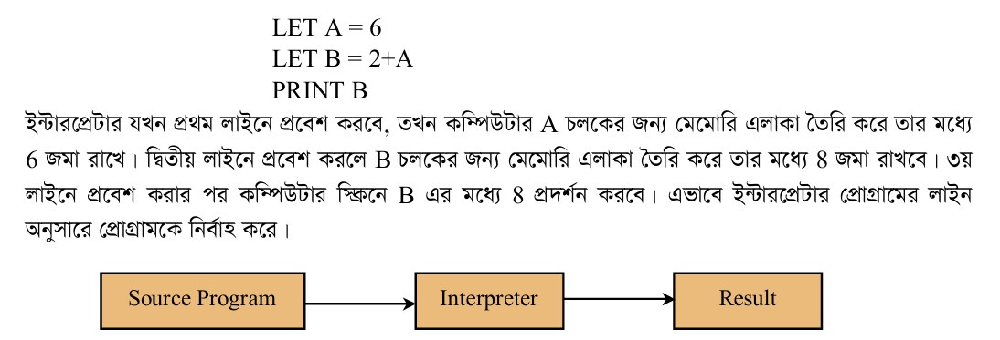 LET A = 6
LET B = 2+A
PRINT B
ইন্টারপ্রেটার যখন প্রথম লাইনে প্রবেশ করবে, তখন কম্পিউটার A চলকের জন্য মেমোরি এলাকা তৈরি করে তার মধ্যে
6 জমা রাখে। দ্বিতীয় লাইনে প্রবেশ করলে B চলকের জন্য মেমোরি এলাকা তৈরি করে তার মধ্যে 8 জমা রাখবে। ৩য়
লাইনে প্রবেশ করার পর কম্পিউটার স্ক্রিনে B এর মধ্যে 8 প্রদর্শন করবে। এভাবে ইন্টারপ্রেটার প্রোগ্রামের লাইন
অনুসারে প্রোগ্রামকে নির্বাহ করে।
Source Program Interpreter Result